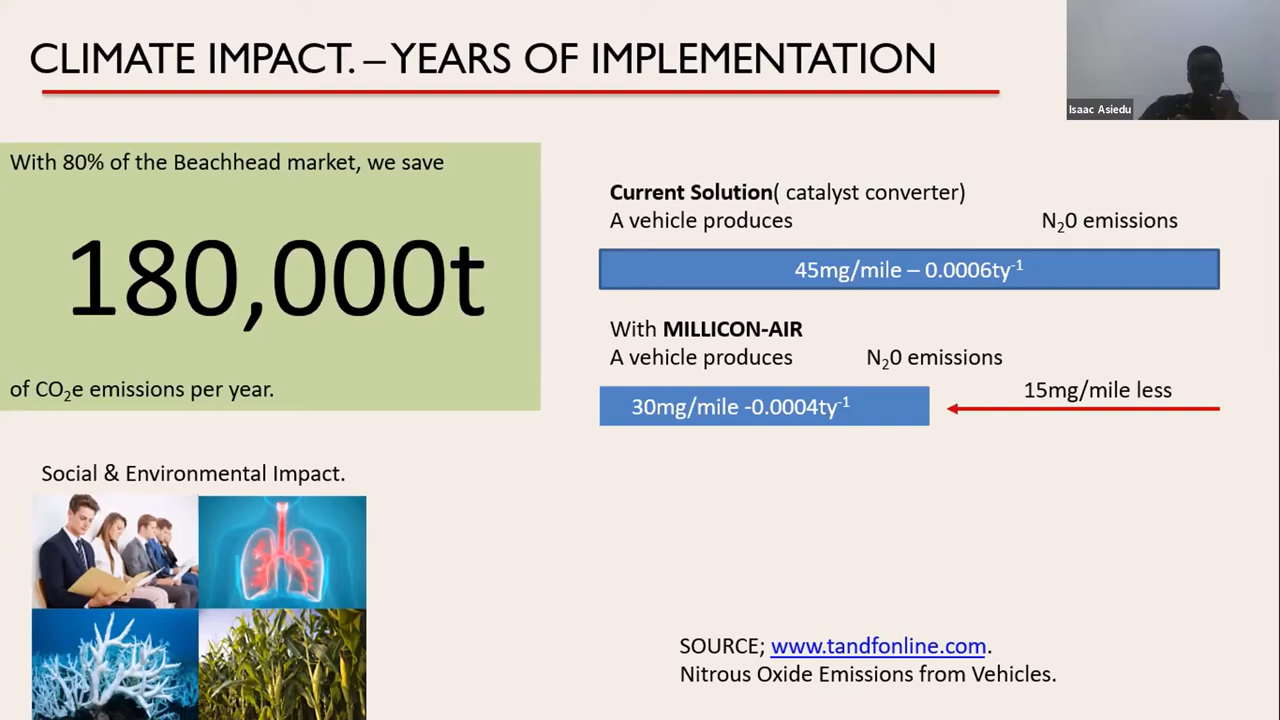 CLIMATE IMPACT. – YEARS OF IMPLEMENTATION
Isaac Asiedu
With 80% of the Beachhead market, we save
180,000t
of CO₂e emissions per year.
Current Solution( catalyst converter)
A vehicle produces N₂0 emissions
45mg/mile – 0.0006ty⁻¹
With MILLICON-AIR
A vehicle produces N₂0 emissions
15mg/mile less
30mg/mile -0.0004ty⁻¹
Social & Environmental Impact.
SOURCE; www.tandfonline.com.
Nitrous Oxide Emissions from Vehicles.